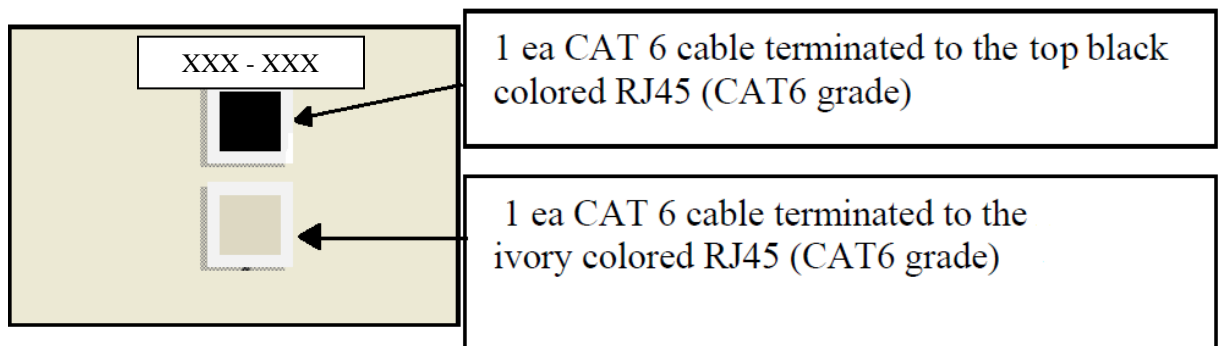 XXX - XXX
1 ea CAT 6 cable terminated to the top black
colored RJ45 (CAT6 grade)
1 ea CAT 6 cable terminated to the
ivory colored RJ45 (CAT6 grade)